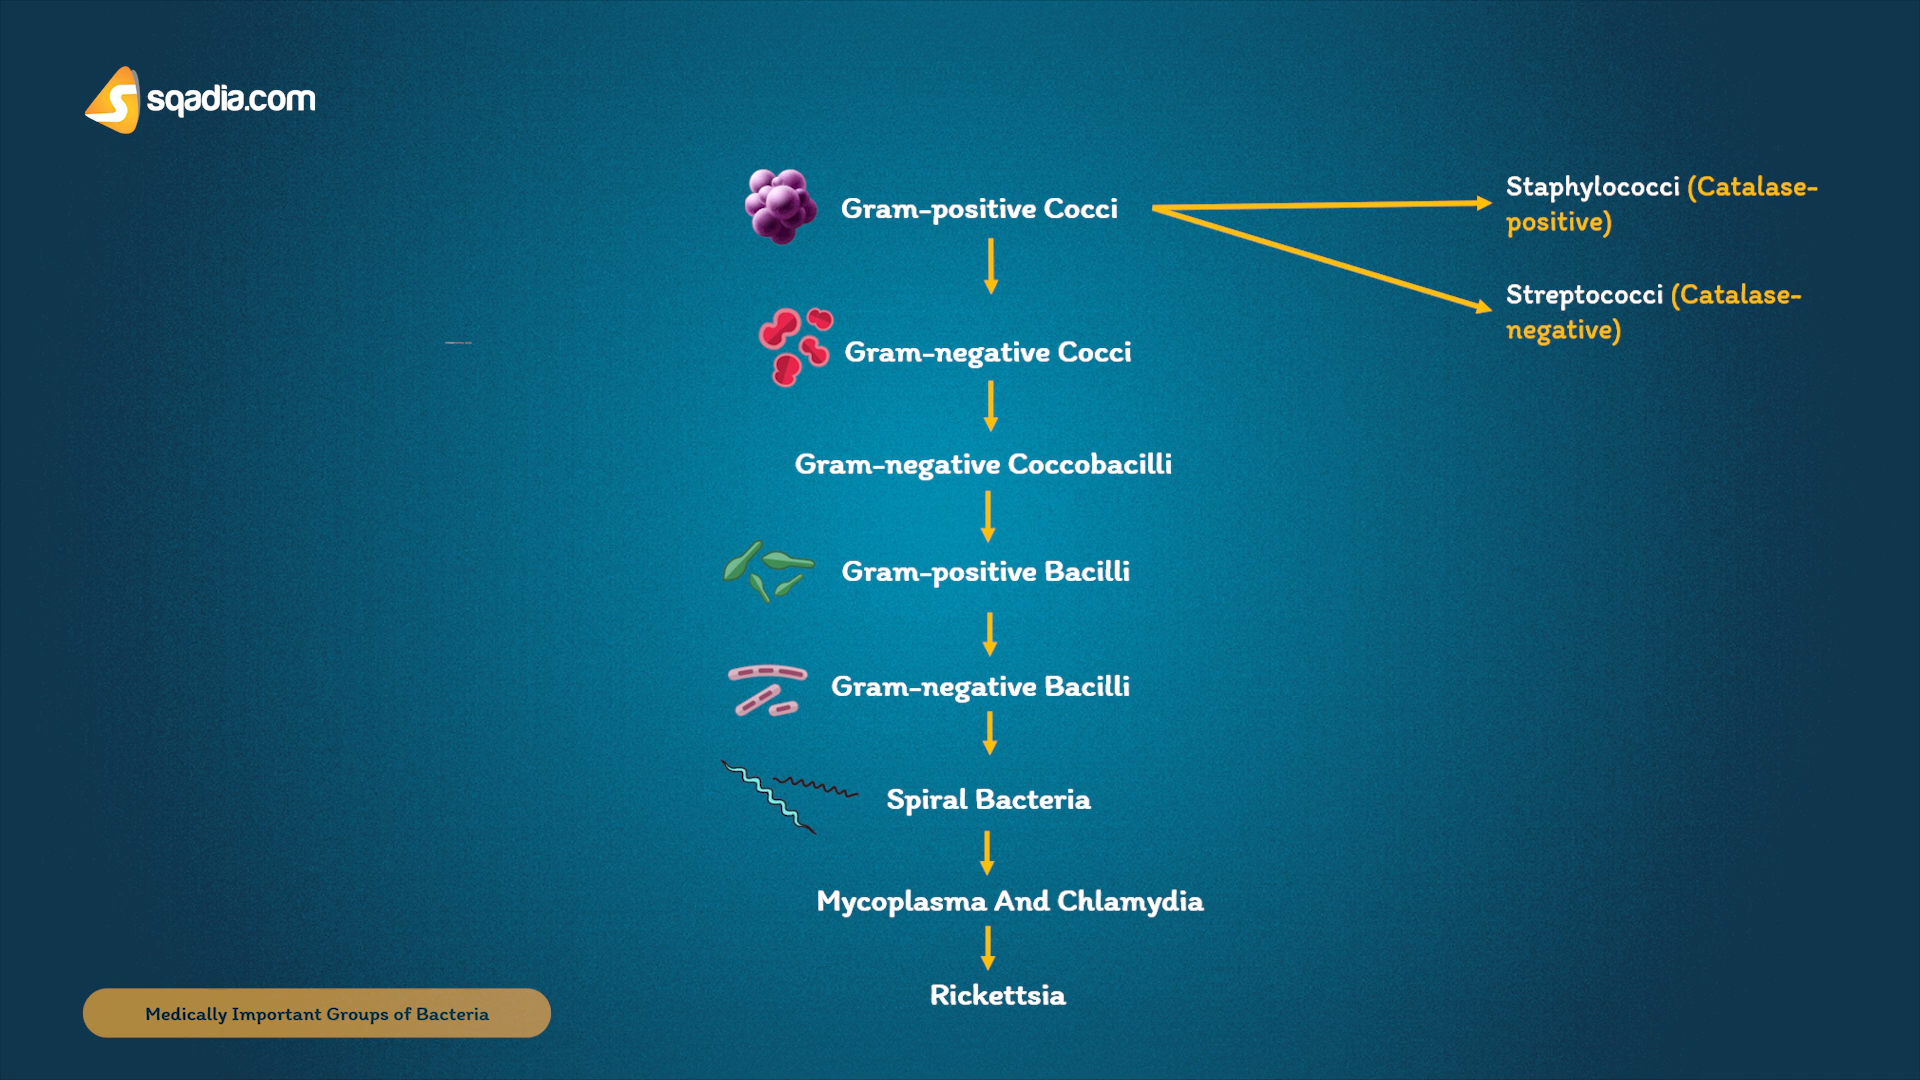 sqadia.com
Gram-positive Cocci
Staphylococci (Catalase-
positive)
Streptococci (Catalase-
negative)
Gram-negative Cocci
Gram-negative Coccobacilli
Gram-positive Bacilli
Gram-negative Bacilli
Spiral Bacteria
Mycoplasma And Chlamydia
Rickettsia
Medically Important Groups of Bacteria